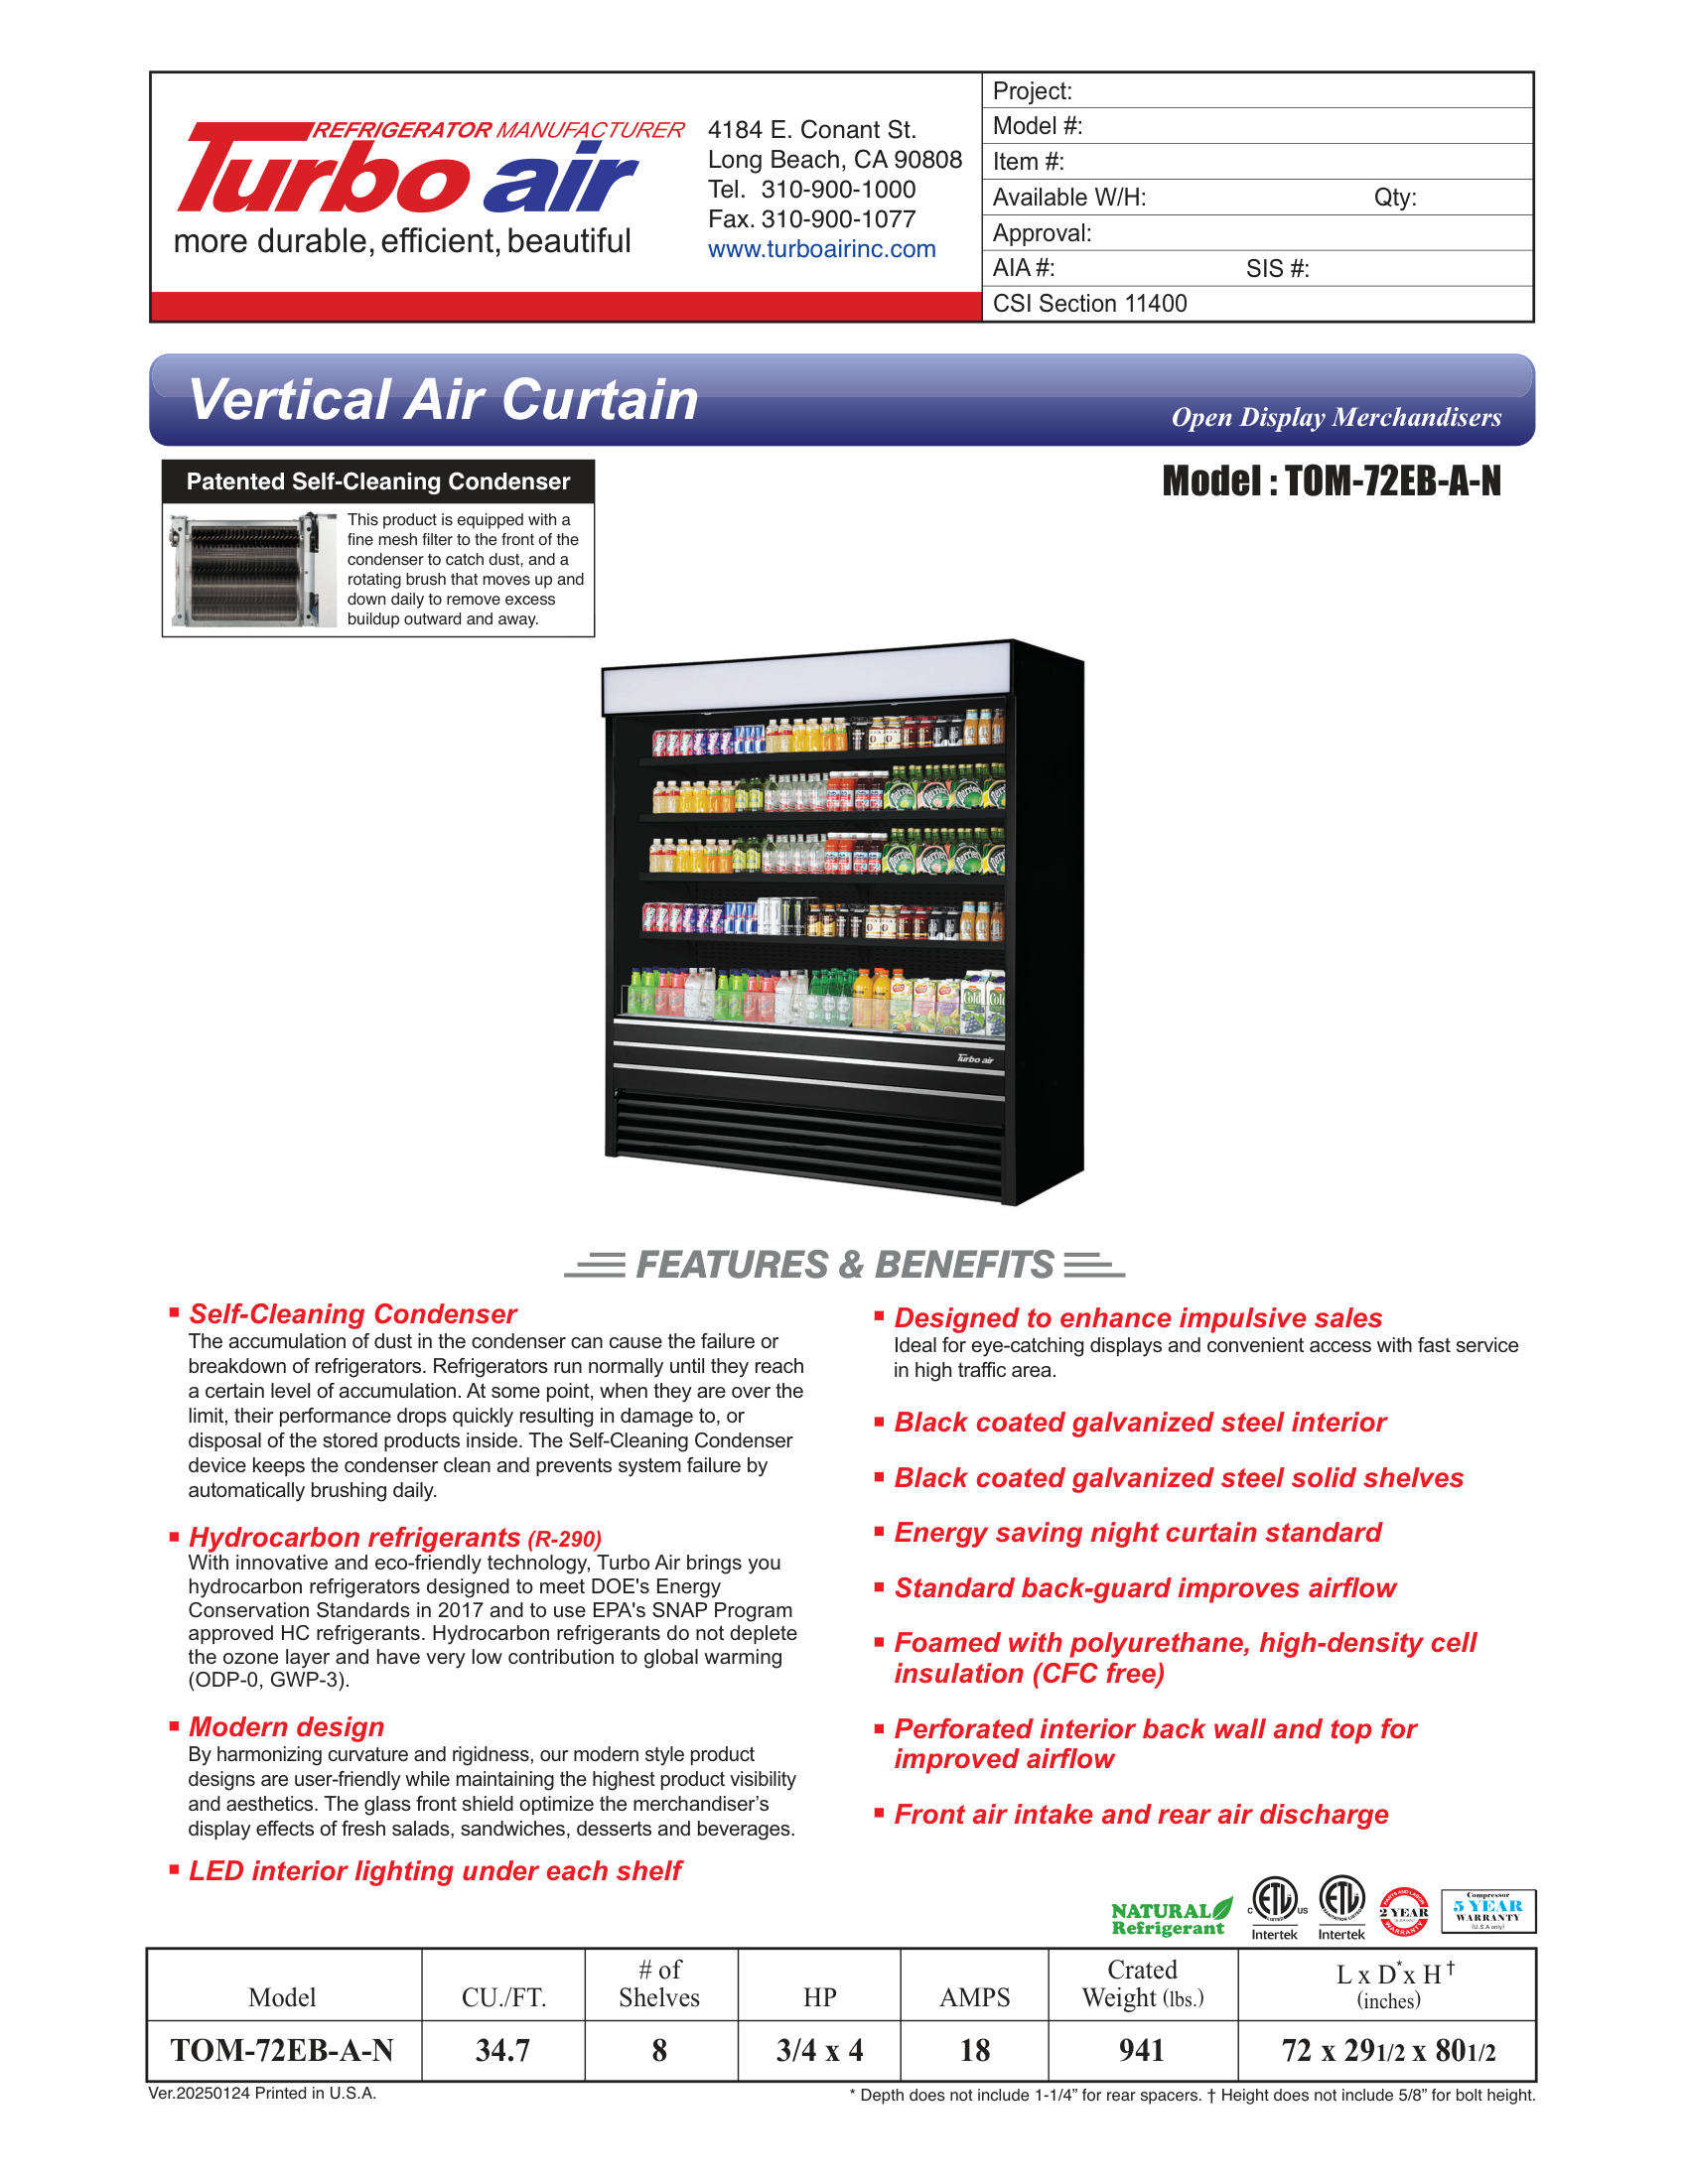 REFRIGERATOR MANUFACTURER
Turbo air
more durable, efficient, beautiful
4184 E. Conant St.
Long Beach, CA 90808
Tel. 310-900-1000
Fax. 310-900-1077
www.turboairinc.com
Project:
Model #:
Item #:
Available W/H: Qty:
Approval:
AIA #: SIS #:
CSI Section 11400
Vertical Air Curtain
Open Display Merchandisers
Patented Self-Cleaning Condenser
This product is equipped with a
fine mesh filter to the front of the
condenser to catch dust, and a
rotating brush that moves up and
down daily to remove excess
buildup outward and away.
Model : TOM-72EB-A-N
Turbo air
FEATURES & BENEFITS
▪ Self-Cleaning Condenser
The accumulation of dust in the condenser can cause the failure or
breakdown of refrigerators. Refrigerators run normally until they reach
a certain level of accumulation. At some point, when they are over the
limit, their performance drops quickly resulting in damage to, or
disposal of the stored products inside. The Self-Cleaning Condenser
device keeps the condenser clean and prevents system failure by
automatically brushing daily.
▪ Hydrocarbon refrigerants (R-290)
With innovative and eco-friendly technology, Turbo Air brings you
hydrocarbon refrigerators designed to meet DOE's Energy
Conservation Standards in 2017 and to use EPA's SNAP Program
approved HC refrigerants. Hydrocarbon refrigerants do not deplete
the ozone layer and have very low contribution to global warming
(ODP-0, GWP-3).
▪ Modern design
By harmonizing curvature and rigidness, our modern style product
designs are user-friendly while maintaining the highest product visibility
and aesthetics. The glass front shield optimize the merchandiser’s
display effects of fresh salads, sandwiches, desserts and beverages.
▪ LED interior lighting under each shelf
▪ Designed to enhance impulsive sales
Ideal for eye-catching displays and convenient access with fast service
in high traffic area.
▪ Black coated galvanized steel interior
▪ Black coated galvanized steel solid shelves
▪ Energy saving night curtain standard
▪ Standard back-guard improves airflow
▪ Foamed with polyurethane, high-density cell
insulation (CFC free)
▪ Perforated interior back wall and top for
improved airflow
▪ Front air intake and rear air discharge
NATURAL
Refrigerant
C ETL US
LISTED
Intertek
ETL
SANITATION LISTED
Intertek
PARTS AND LABOR
2 YEAR
(U.S.A only)
WARRANTY
Compressor
5 YEAR
WARRANTY
(U.S.A only)
Model CU./FT. # of Shelves HP AMPS Crated Weight (lbs.) L x D* x H† (inches)
TOM-72EB-A-N 34.7 8 3/4 x 4 18 941 72 x 291/2 x 801/2
Ver.20250124 Printed in U.S.A.
* Depth does not include 1-1/4” for rear spacers. † Height does not include 5/8” for bolt height.